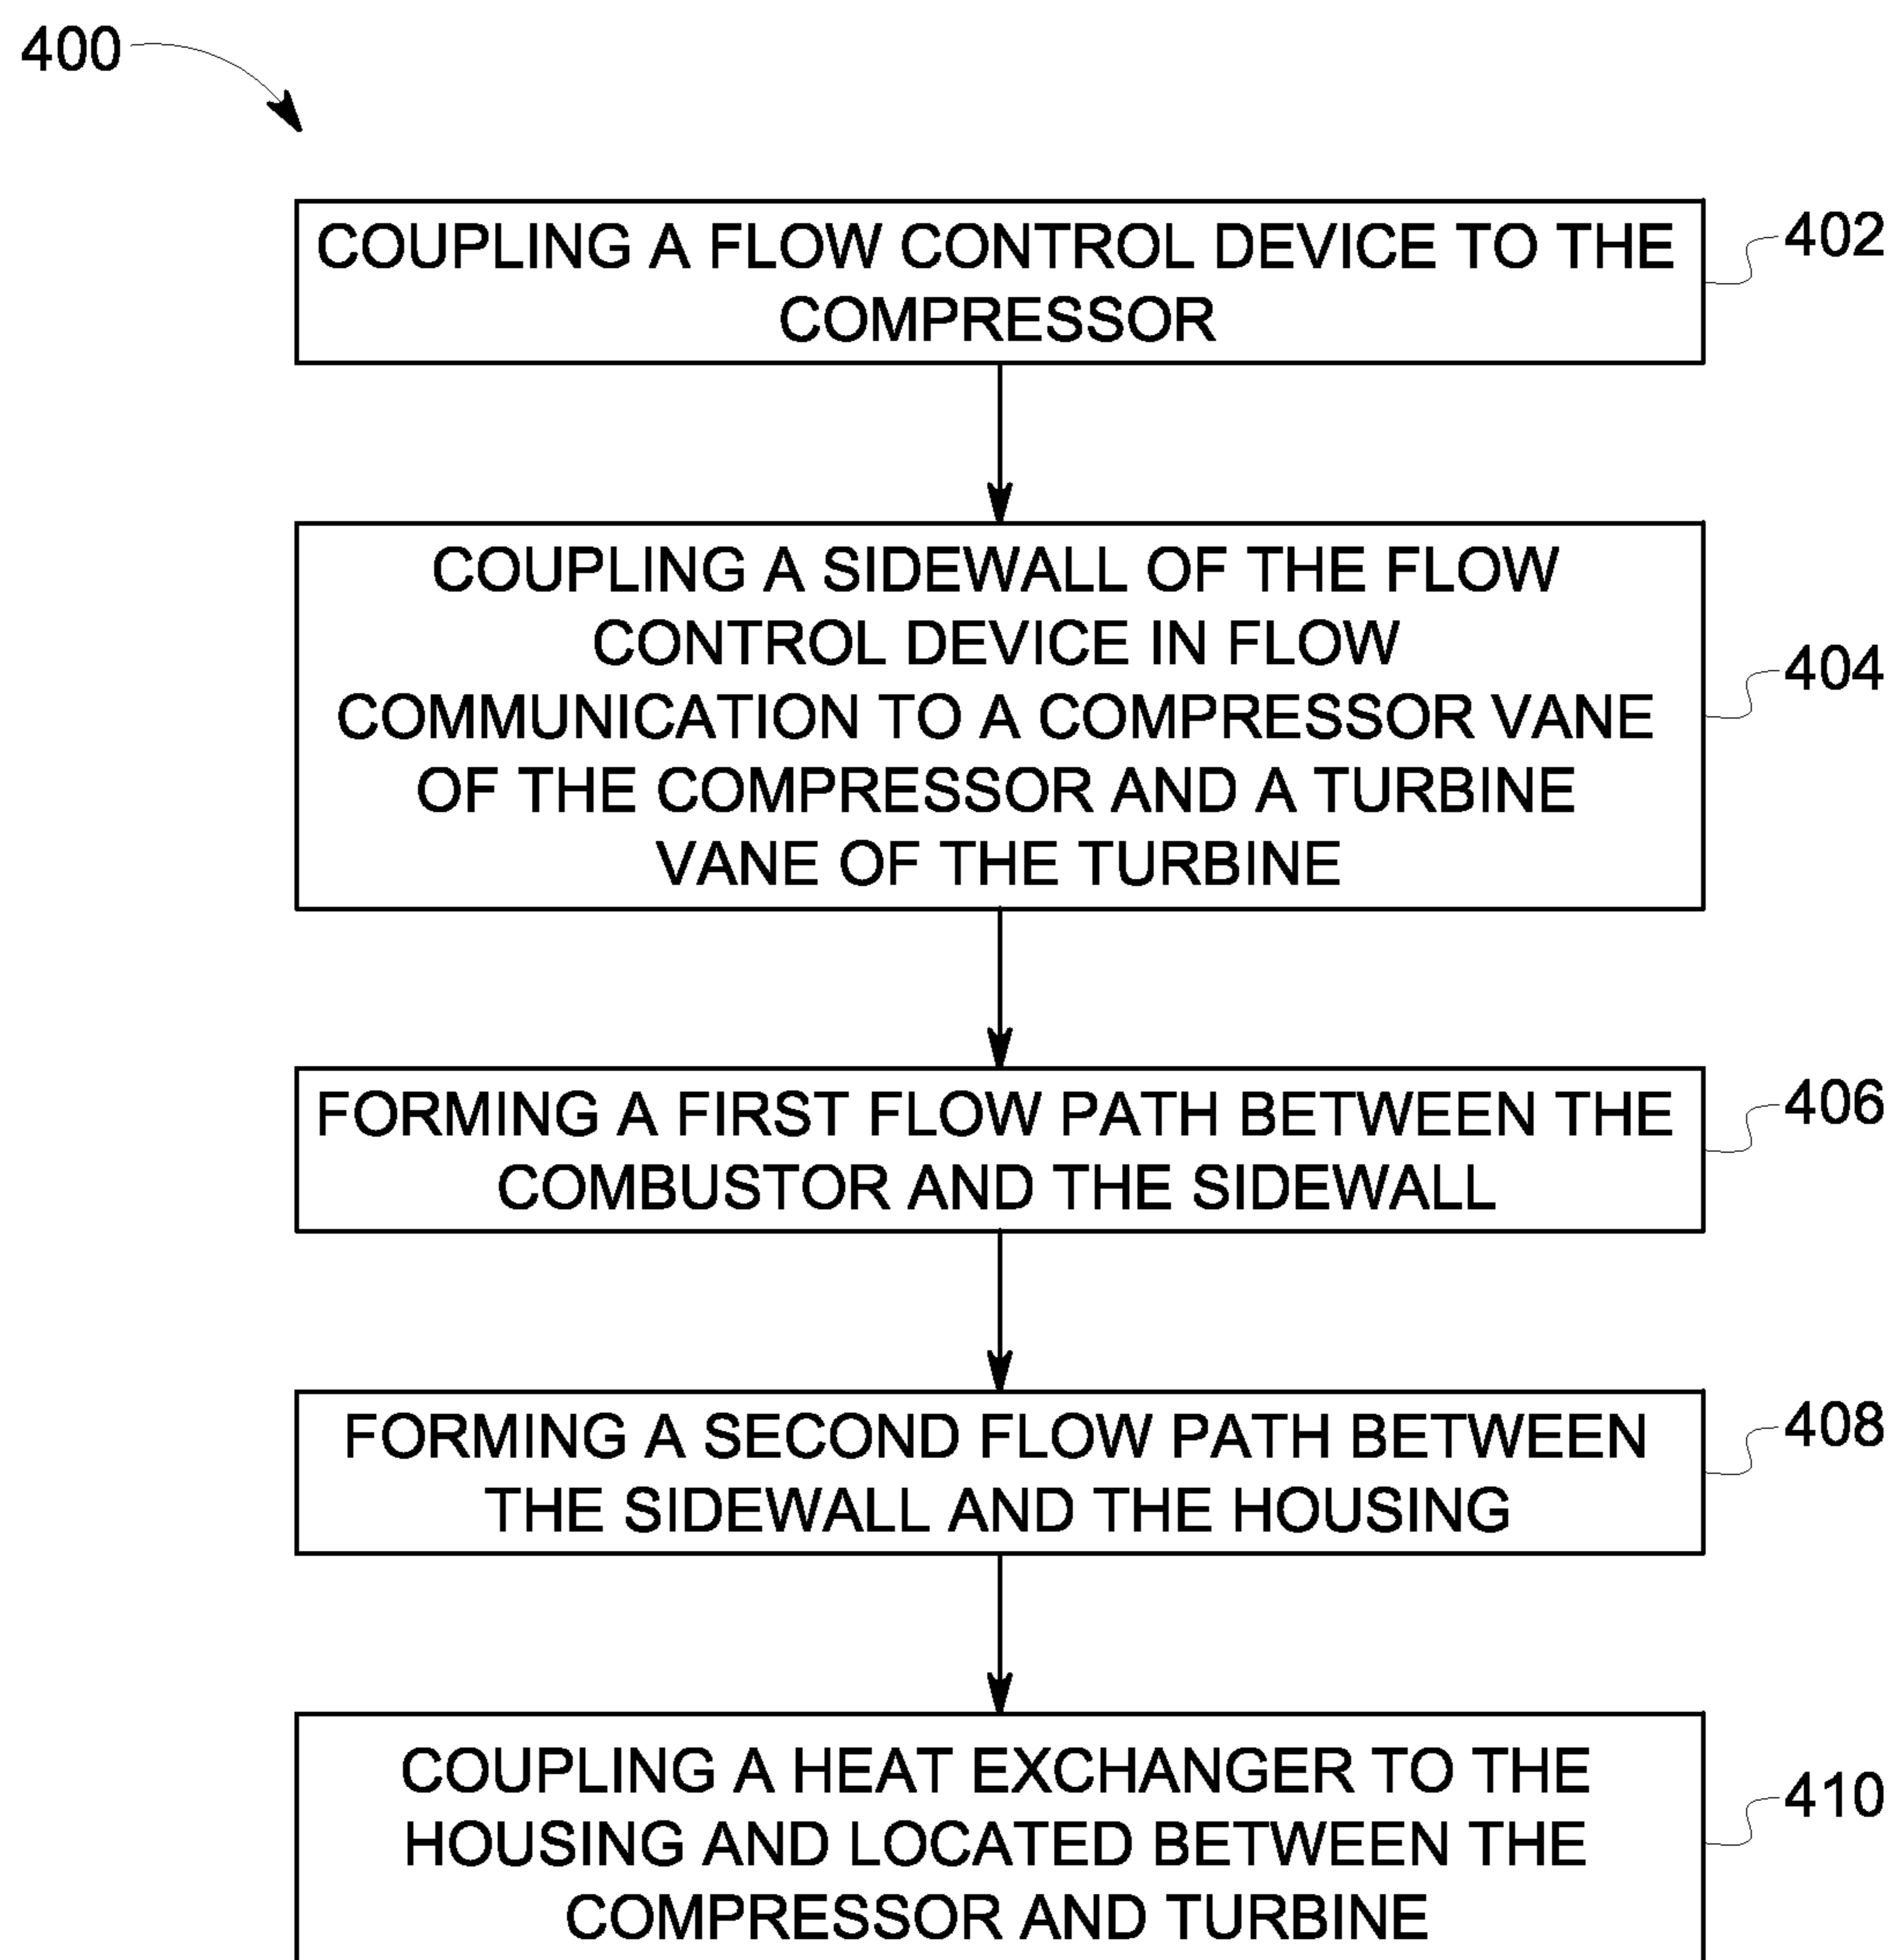 400
COUPLING A FLOW CONTROL DEVICE TO THE
COMPRESSOR
402
COUPLING A SIDEWALL OF THE FLOW
CONTROL DEVICE IN FLOW
COMMUNICATION TO A COMPRESSOR VANE
OF THE COMPRESSOR AND A TURBINE
VANE OF THE TURBINE
404
FORMING A FIRST FLOW PATH BETWEEN THE
COMBUSTOR AND THE SIDEWALL
406
FORMING A SECOND FLOW PATH BETWEEN
THE SIDEWALL AND THE HOUSING
408
COUPLING A HEAT EXCHANGER TO THE
HOUSING AND LOCATED BETWEEN THE
COMPRESSOR AND TURBINE
410